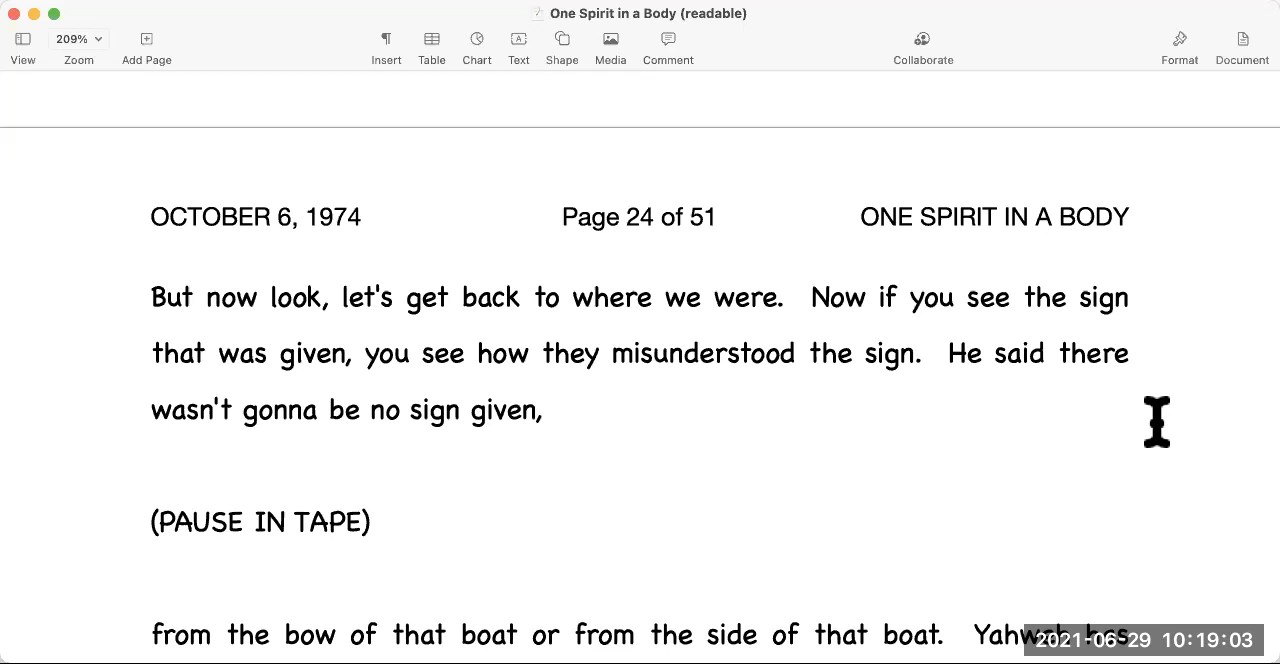 One Spirit in a Body (readable)
209%
View Zoom Add Page Insert Table Chart Text Shape Media Comment Collaborate Format Document
OCTOBER 6, 1974 Page 24 of 51 ONE SPIRIT IN A BODY
But now look, let's get back to where we were. Now if you see the sign
that was given, you see how they misunderstood the sign. He said there
wasn't gonna be no sign given,
(PAUSE IN TAPE)
from the bow of that boat or from the side of that boat. Yahweh has
2021-06-29 10:19:03